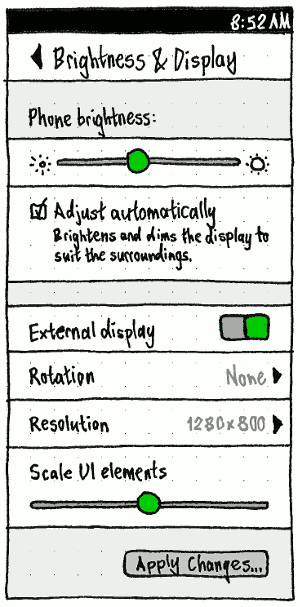 8:52 AM
Brightness & Display
Phone brightness:
Adjust automatically
Brightens and dims the display to
suit the surroundings.
External display
Rotation None
Resolution 1280x800
Scale UI elements
Apply Changes...